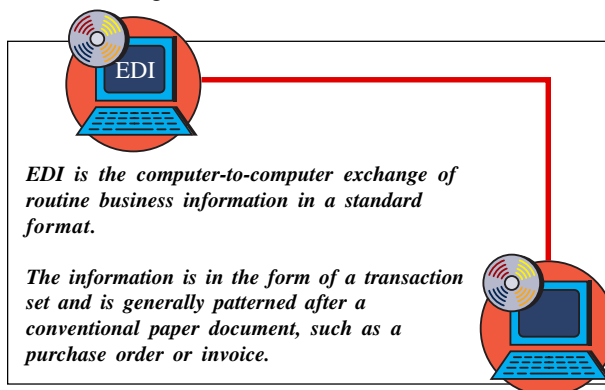 EDI
EDI is the computer-to-computer exchange of
routine business information in a standard
format.
The information is in the form of a transaction
set and is generally patterned after a
conventional paper document, such as a
purchase order or invoice.